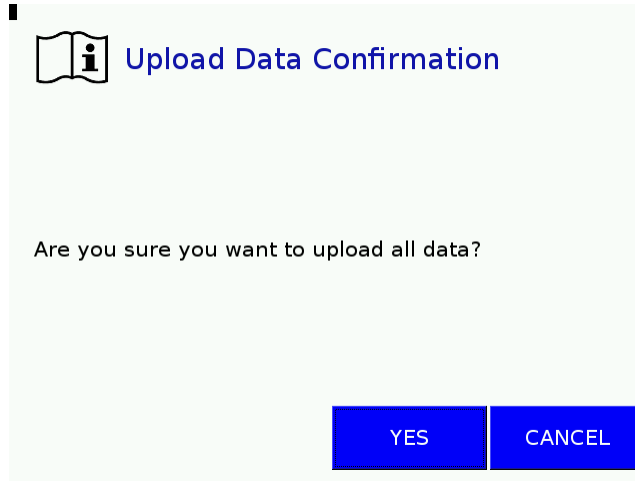 Upload Data Confirmation
Are you sure you want to upload all data?
YES
CANCEL